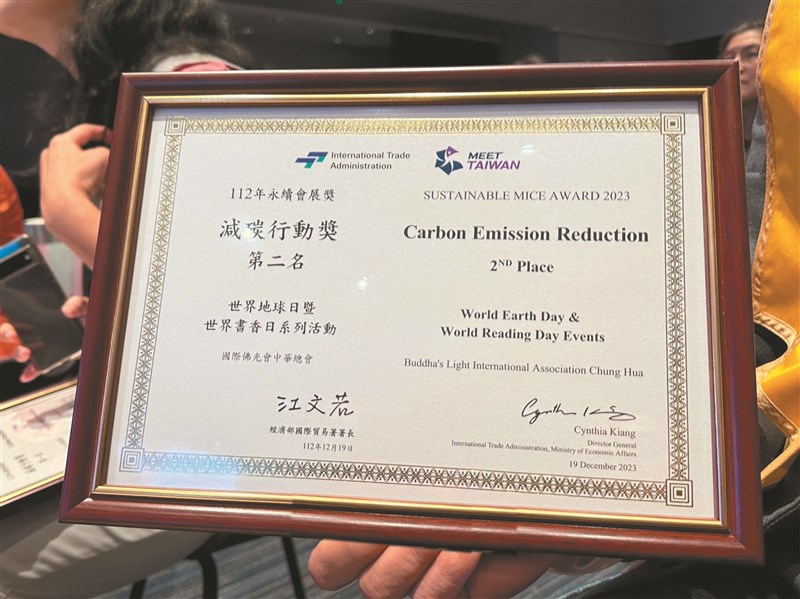 International Trade
Administration
MEET
TAIWAN
112年永續會展獎
減碳行動獎
第二名
世界地球日暨
世界書香日系列活動
國際佛光會中華總會
江文若
經濟部國際貿易署署長
112年12月19日
SUSTAINABLE MICE AWARD 2023
Carbon Emission Reduction
2ND Place
World Earth Day &
World Reading Day Events
Buddha's Light International Association Chung Hua
Cynthia Kiang
Cynthia Kiang
Director General
International Trade Administration, Ministry of Economic Affairs
19 December 2023